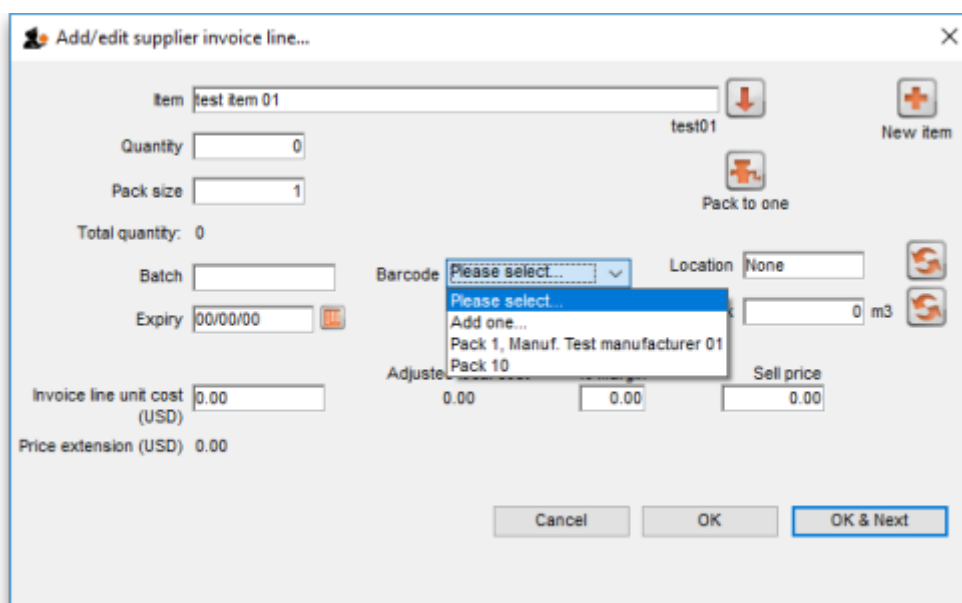 Add/edit supplier invoice line...
Item test item 01
test01
New item
Quantity 0
Pack size 1
Pack to one
Total quantity: 0
Batch Barcode Please select... Location None
Please select...
Expiry 00/00/00 0 m3
Add one...
Pack 1, Manuf. Test manufacturer 01
Pack 10
Adjusted Sell price
Invoice line unit cost 0.00 0.00 0.00 0.00
(USD)
Price extension (USD) 0.00
Cancel OK OK & Next